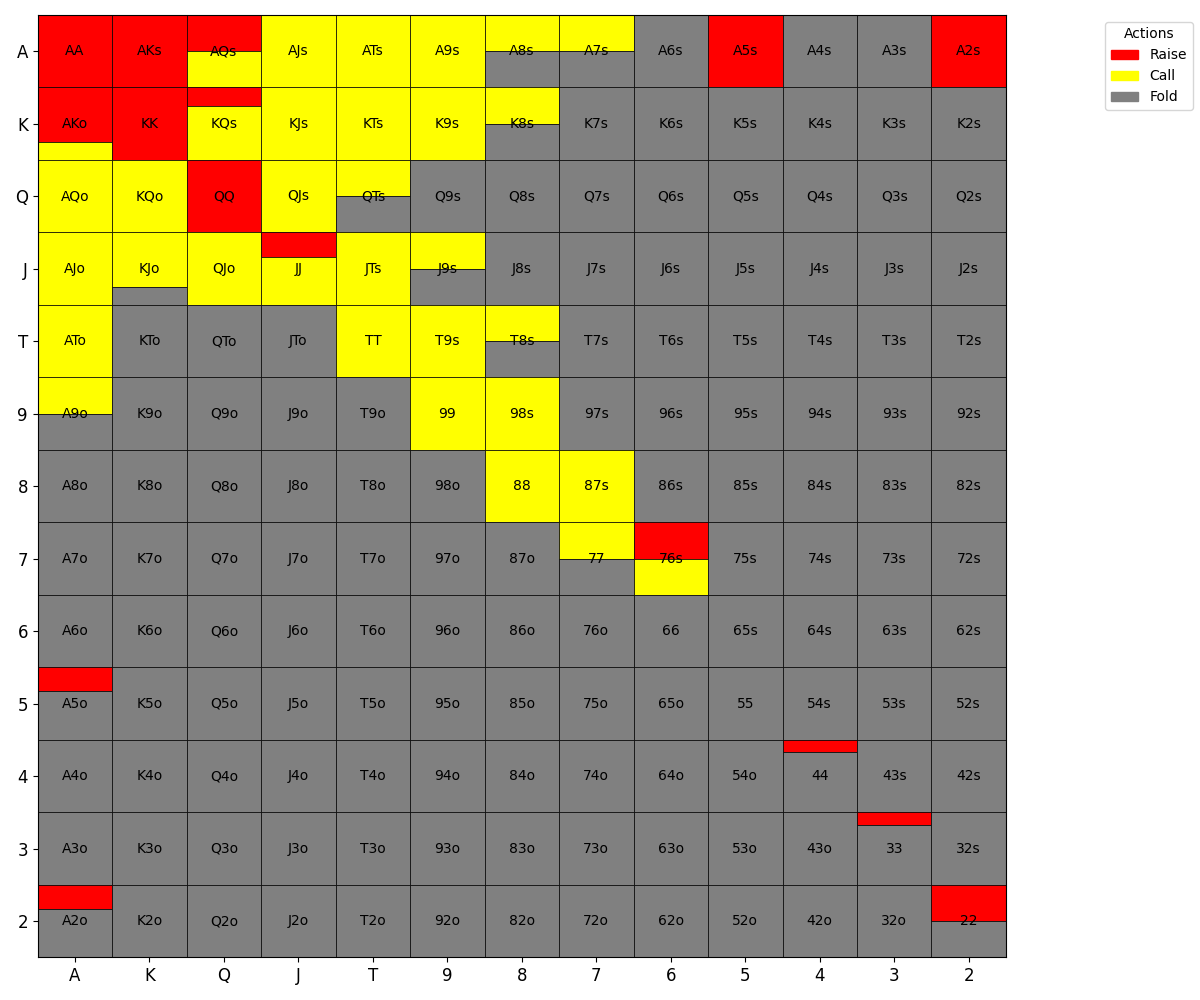 Actions
Raise
Call
Fold
A AA AKs AQs AJs ATs A9s A8s A7s A6s A5s A4s A3s A2s
K AKo KK KQs KJs KTs K9s K8s K7s K6s K5s K4s K3s K2s
Q AQo KQo QQ QJs QTs Q9s Q8s Q7s Q6s Q5s Q4s Q3s Q2s
J AJo KJo QJo JJ JTs J9s J8s J7s J6s J5s J4s J3s J2s
T ATo KTo QTo JTo TT T9s T8s T7s T6s T5s T4s T3s T2s
9 A9o K9o Q9o J9o T9o 99 98s 97s 96s 95s 94s 93s 92s
8 A8o K8o Q8o J8o T8o 98o 88 87s 86s 85s 84s 83s 82s
7 A7o K7o Q7o J7o T7o 97o 87o 77 76s 75s 74s 73s 72s
6 A6o K6o Q6o J6o T6o 96o 86o 76o 66 65s 64s 63s 62s
5 A5o K5o Q5o J5o T5o 95o 85o 75o 65o 55 54s 53s 52s
4 A4o K4o Q4o J4o T4o 94o 84o 74o 64o 54o 44 43s 42s
3 A3o K3o Q3o J3o T3o 93o 83o 73o 63o 53o 43o 33 32s
2 A2o K2o Q2o J2o T2o 92o 82o 72o 62o 52o 42o 32o 22
A K Q J T 9 8 7 6 5 4 3 2